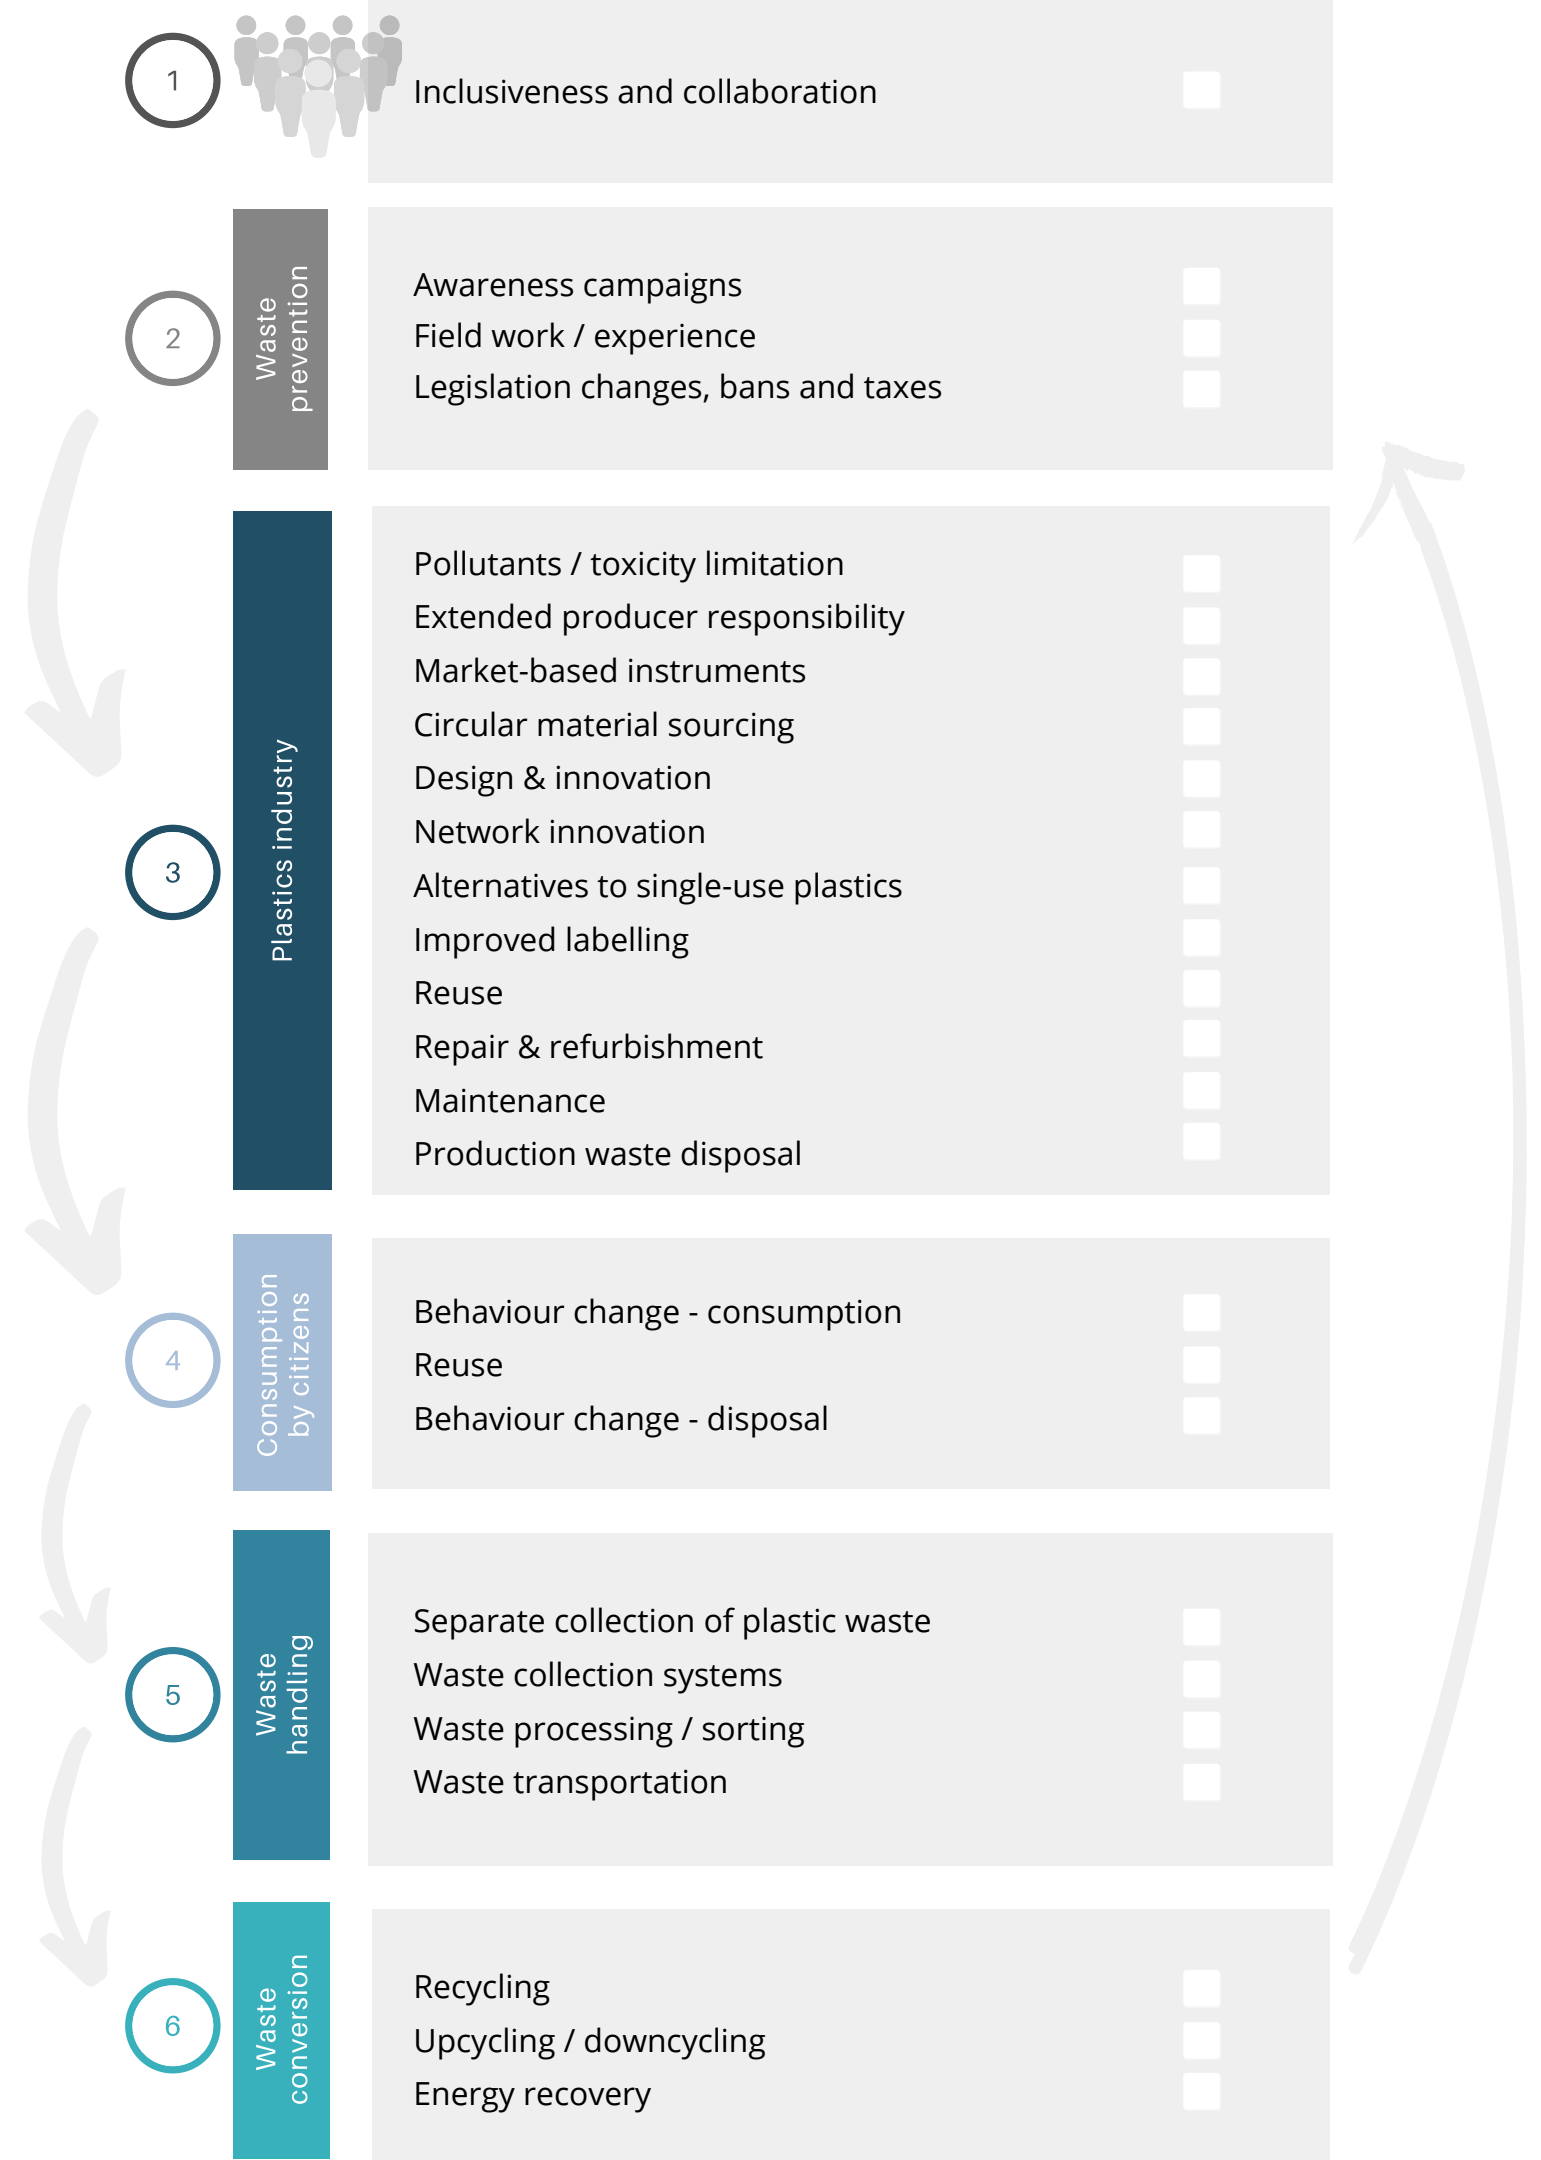 1
Inclusiveness and collaboration
2
Waste
prevention
Awareness campaigns
Field work / experience
Legislation changes, bans and taxes
3
Plastics industry
Pollutants / toxicity limitation
Extended producer responsibility
Market-based instruments
Circular material sourcing
Design & innovation
Network innovation
Alternatives to single-use plastics
Improved labelling
Reuse
Repair & refurbishment
Maintenance
Production waste disposal
4
Consumption
by citizens
Behaviour change - consumption
Reuse
Behaviour change - disposal
5
Waste
handling
Separate collection of plastic waste
Waste collection systems
Waste processing / sorting
Waste transportation
6
Waste
conversion
Recycling
Upcycling / downcycling
Energy recovery